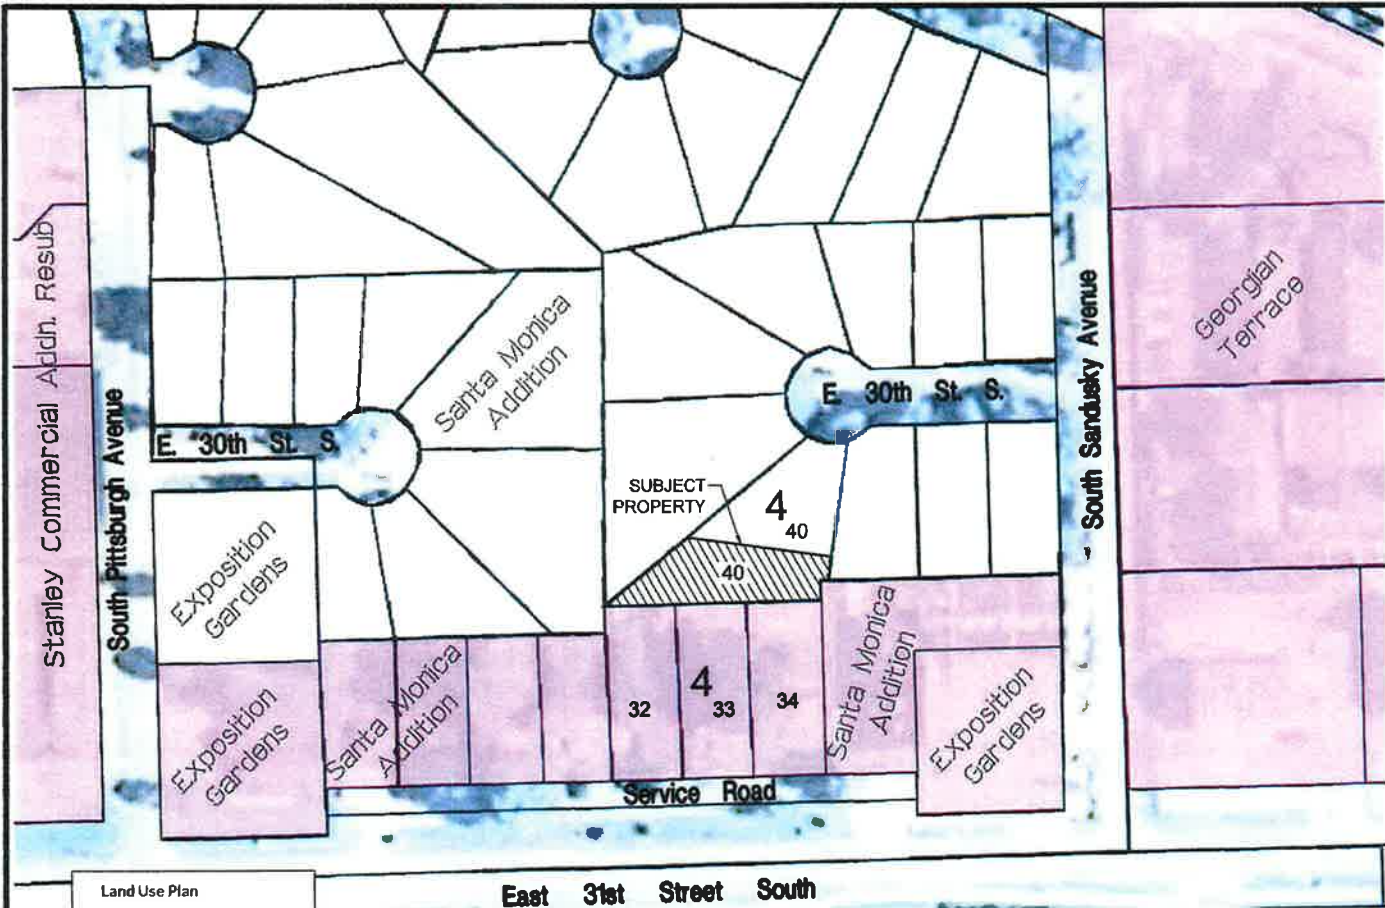 Stanley Commercial Addn. Resub
South Pittsburgh Avenue
Santa Monica
Addition
Georgian
Terrace
South Sandusky Avenue
E. 30th St. S.
E. 30th St. S.
SUBJECT
PROPERTY
4
40
40
Exposition
Gardens
Exposition
Gardens
Santa Monica
Addition
32
4
33
34
Santa Monica
Addition
Exposition
Gardens
Service Road
Land Use Plan
East 31st Street South